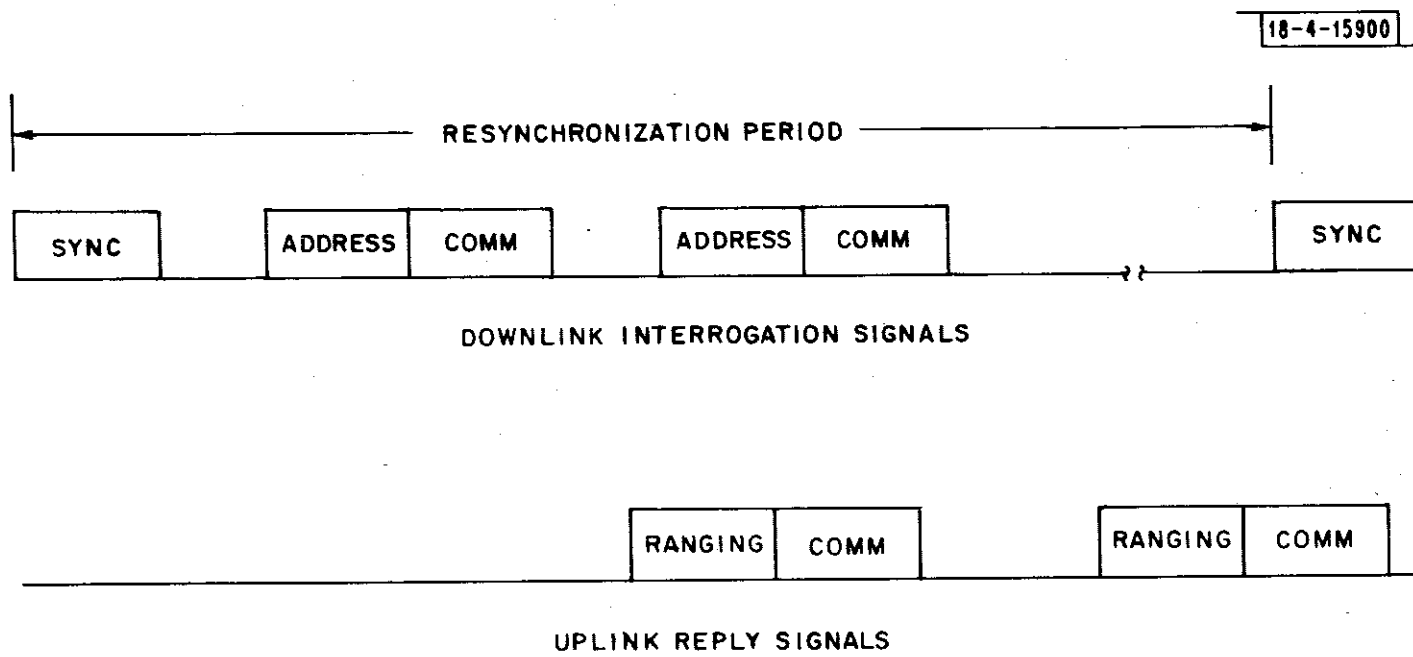 18-4-15900
RESYNCHRONIZATION PERIOD
SYNC ADDRESS COMM ADDRESS COMM SYNC
DOWNLINK INTERROGATION SIGNALS
RANGING COMM RANGING COMM
UPLINK REPLY SIGNALS